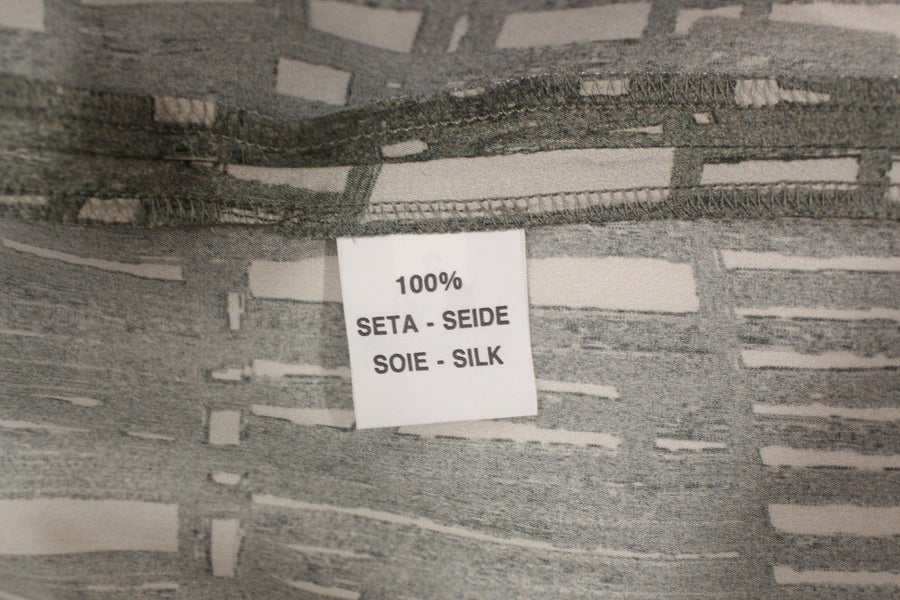 100%
SETA - SEIDE
SOIE - SILK